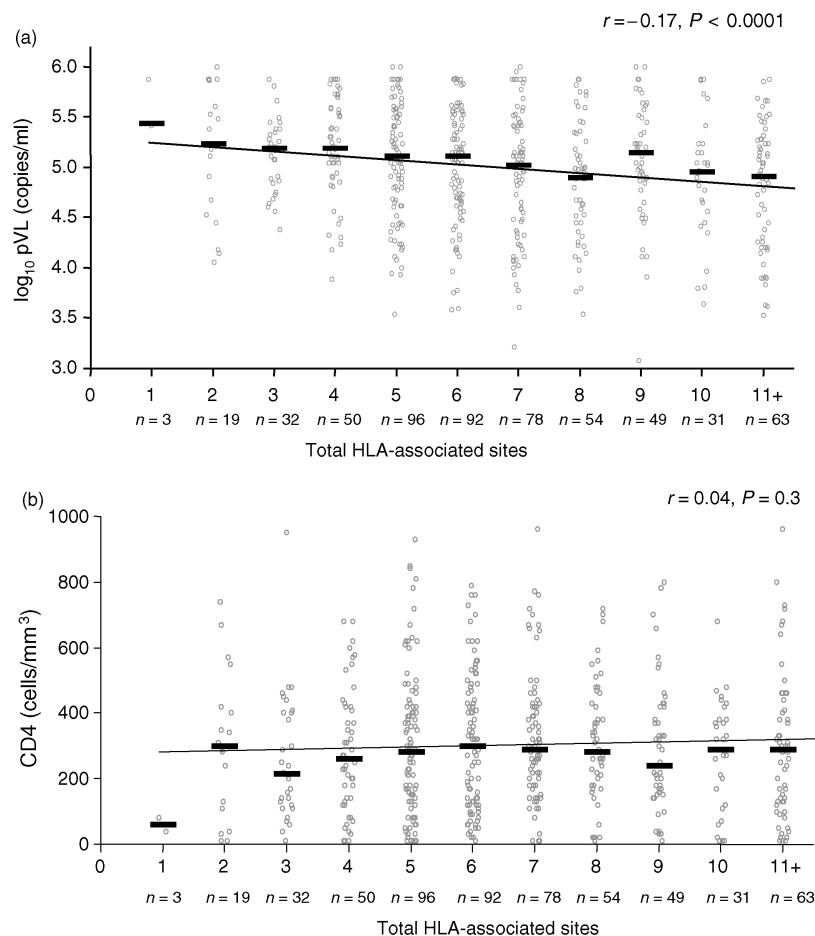 (a)
r =−0.17, P < 0.0001
log10 pVL (copies/ml)
6.0
5.5
5.0
4.5
4.0
3.5
3.0
0 1 2 3 4 5 6 7 8 9 10 11+
n = 3 n = 19 n = 32 n = 50 n = 96 n = 92 n = 78 n = 54 n = 49 n = 31 n = 63
Total HLA-associated sites
(b)
r = 0.04, P = 0.3
CD4 (cells/mm3)
1000
800
600
400
200
0
0 1 2 3 4 5 6 7 8 9 10 11+
n = 3 n = 19 n = 32 n = 50 n = 96 n = 92 n = 78 n = 54 n = 49 n = 31 n = 63
Total HLA-associated sites